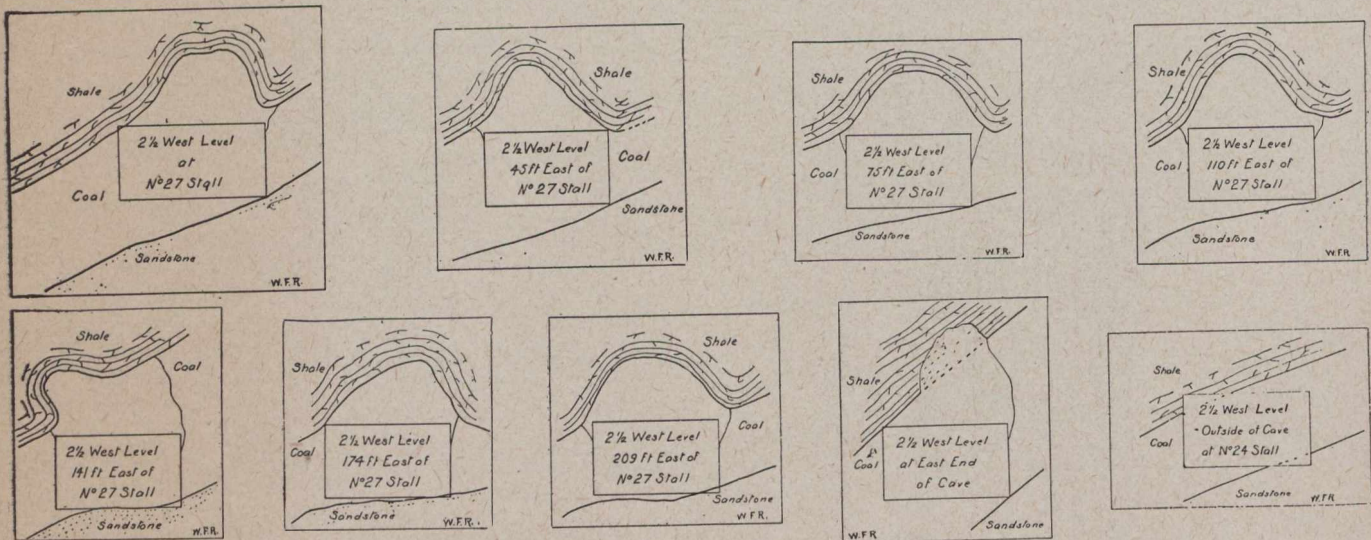 Shale
2½ West Level
at
Nº 27 Stall
Coal
Sandstone
W.F.R.
Shale
2½ West Level
45 ft East of
Nº 27 Stall
Coal
Sandstone
W.F.R.
Shale
2½ West Level
75 ft East of
Nº 27 Stall
Coal
Sandstone
W.F.R.
Shale
2½ West Level
110 ft East of
Nº 27 Stall
Coal
Sandstone
W.F.R.
Shale
Coal
2½ West Level
141 ft East of
Nº 27 Stall
Sandstone
W.F.R.
Shale
2½ West Level
174 ft East of
Nº 27 Stall
Coal
Sandstone
W.F.R.
Shale
2½ West Level
209 ft East of
Nº 27 Stall
Coal
Sandstone
W.F.R.
Shale
2½ West Level
at East End
of Cave
Coal
Sandstone
W.F.R
Shale
2½ West Level
Outside of Cave
at Nº 24 Stall
Coal
Sandstone
W.F.R